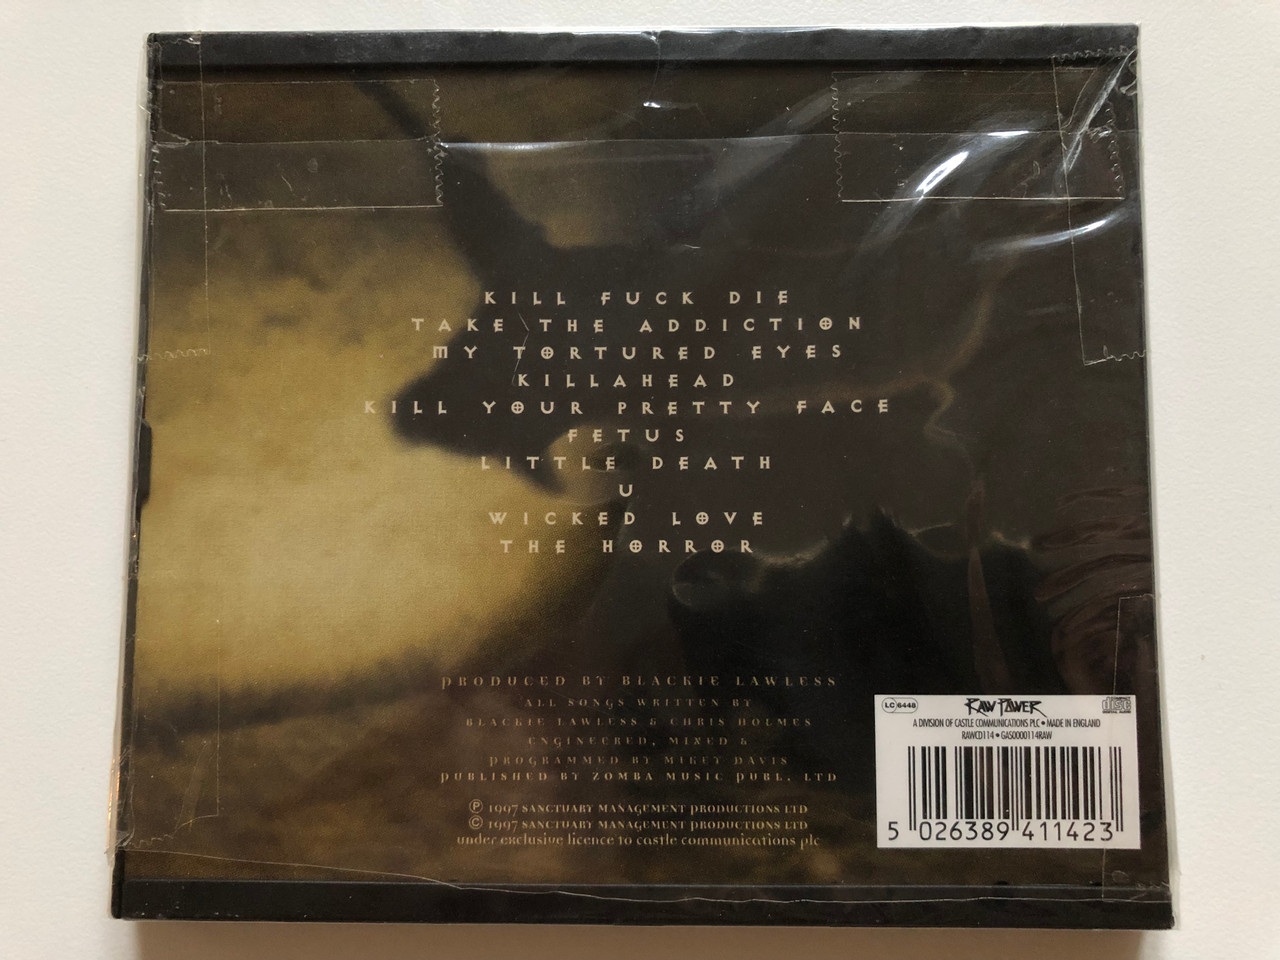 KILL FUCK DIE
TAKE THE ADDICTION
MY TORTURED EYES
KILLAHEAD
KILL YOUR PRETTY FACE
FETUS
LITTLE DEATH
U
WICKED LOVE
THE HORROR
PRODUCED BY BLACKIE LAWLESS
ALL SONGS WRITTEN BY
BLACKIE LAWLESS & CHRIS HOLMES
ENGINEERED, MIXED &
PROGRAMMED BY MIKEY DAVIS
PUBLISHED BY ZOMBA MUSIC PUBL. LTD
℗ 1997 SANCTUARY MANAGEMENT PRODUCTIONS LTD
© 1997 SANCTUARY MANAGEMENT PRODUCTIONS LTD
under exclusive licence to castle communications plc
LC 6448 RAW POWER COMPACT disc DIGITAL AUDIO
A DIVISION OF CASTLE COMMUNICATIONS PLC • MADE IN ENGLAND
RAWCD114 • GAS0000114RAW
5 026389 411423